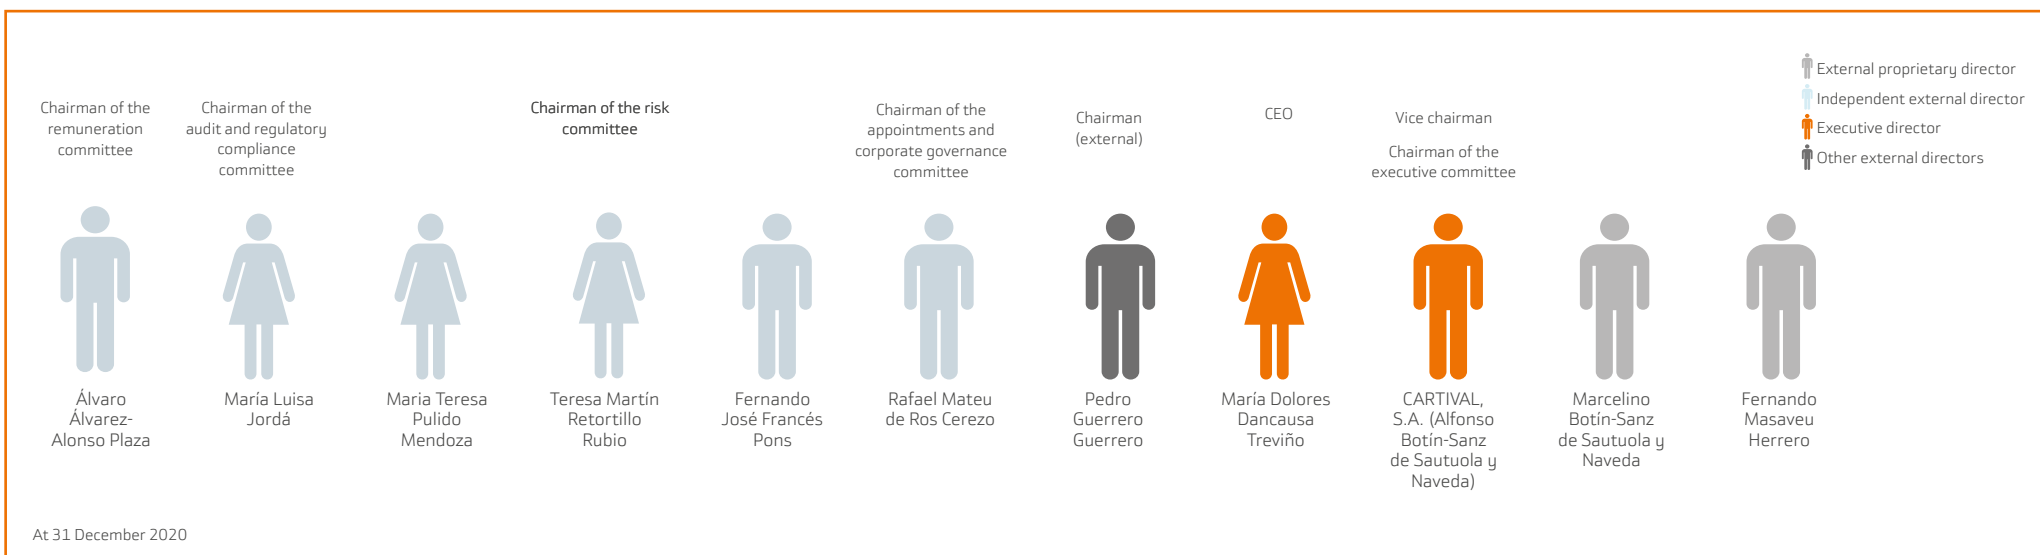 External proprietary director
Independent external director
Executive director
Other external directors
Chairman of the
remuneration
committee
Chairman of the
audit and regulatory
compliance
committee
Chairman of the risk
committee
Chairman of the
appointments and
corporate governance
committee
Chairman
(external)
CEO
Vice chairman
Chairman of the
executive committee
Álvaro
Álvarez-
Alonso Plaza
María Luisa
Jordá
Maria Teresa
Pulido
Mendoza
Teresa Martín
Retortillo
Rubio
Fernando
José Francés
Pons
Rafael Mateu
de Ros Cerezo
Pedro
Guerrero
Guerrero
María Dolores
Dancausa
Treviño
CARTIVAL,
S.A. (Alfonso
Botín-Sanz
de Sautuola y
Naveda)
Marcelino
Botín-Sanz
de Sautuola y
Naveda
Fernando
Masaveu
Herrero
At 31 December 2020